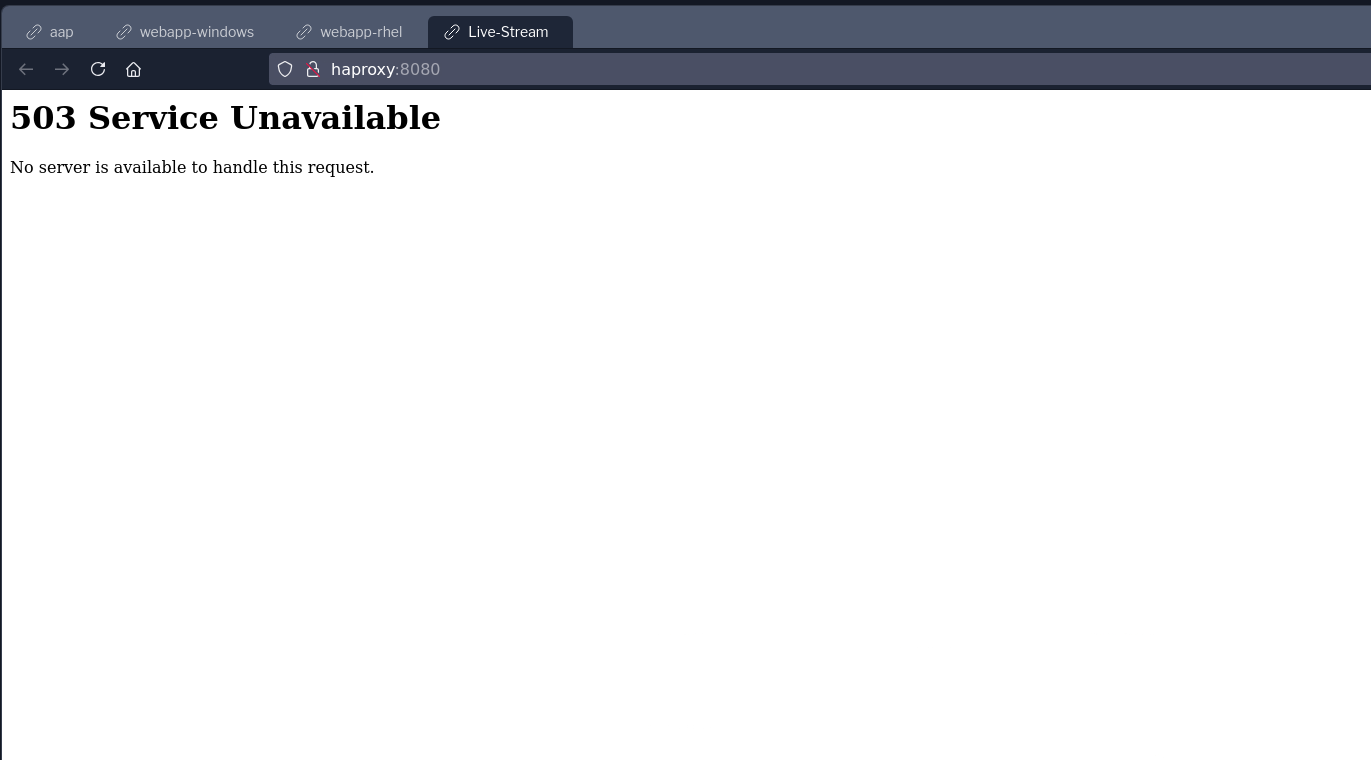 aap webapp-windows webapp-rhel Live-Stream
haproxy:8080
503 Service Unavailable
No server is available to handle this request.